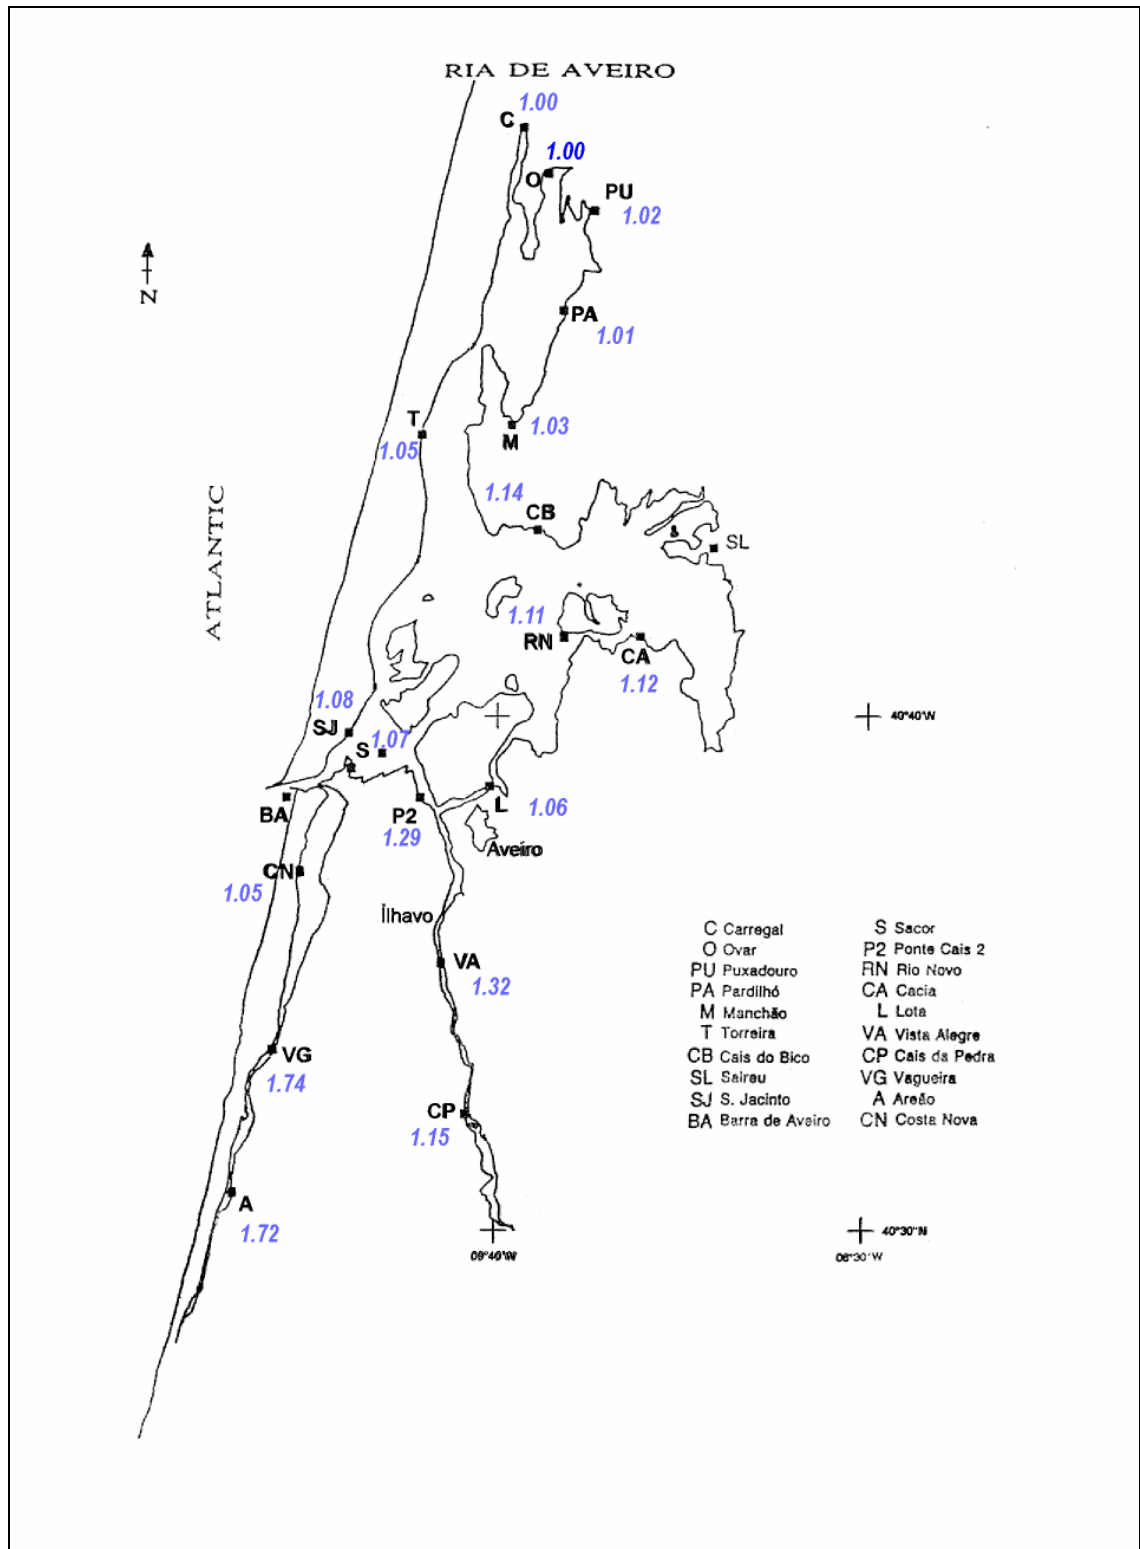 RIA DE AVEIRO
1.00
C
1.00
O
PU
1.02
PA
1.01
T
1.05
M
1.03
1.14
CB
SL
N
ATLANTIC
1.11
RN
CA
1.12
1.08
SJ
1.07
S
40°40'W
BA
P2
1.29
L
1.06
Aveiro
CN
1.05
Ílhavo
VA
1.32
VG
1.74
CP
1.15
A
1.72
C Carregal
O Ovar
PU Puxadouro
PA Pardilhó
M Manchão
T Torreira
CB Cais do Bico
SL Salreu
SJ S. Jacinto
BA Barra de Aveiro
S Sacor
P2 Ponte Cais 2
RN Rio Novo
CA Cacia
L Lota
VA Vista Alegre
CP Cais da Pedra
VG Vagueira
A Areão
CN Costa Nova
40°30'N
09°40'W
08°30'W